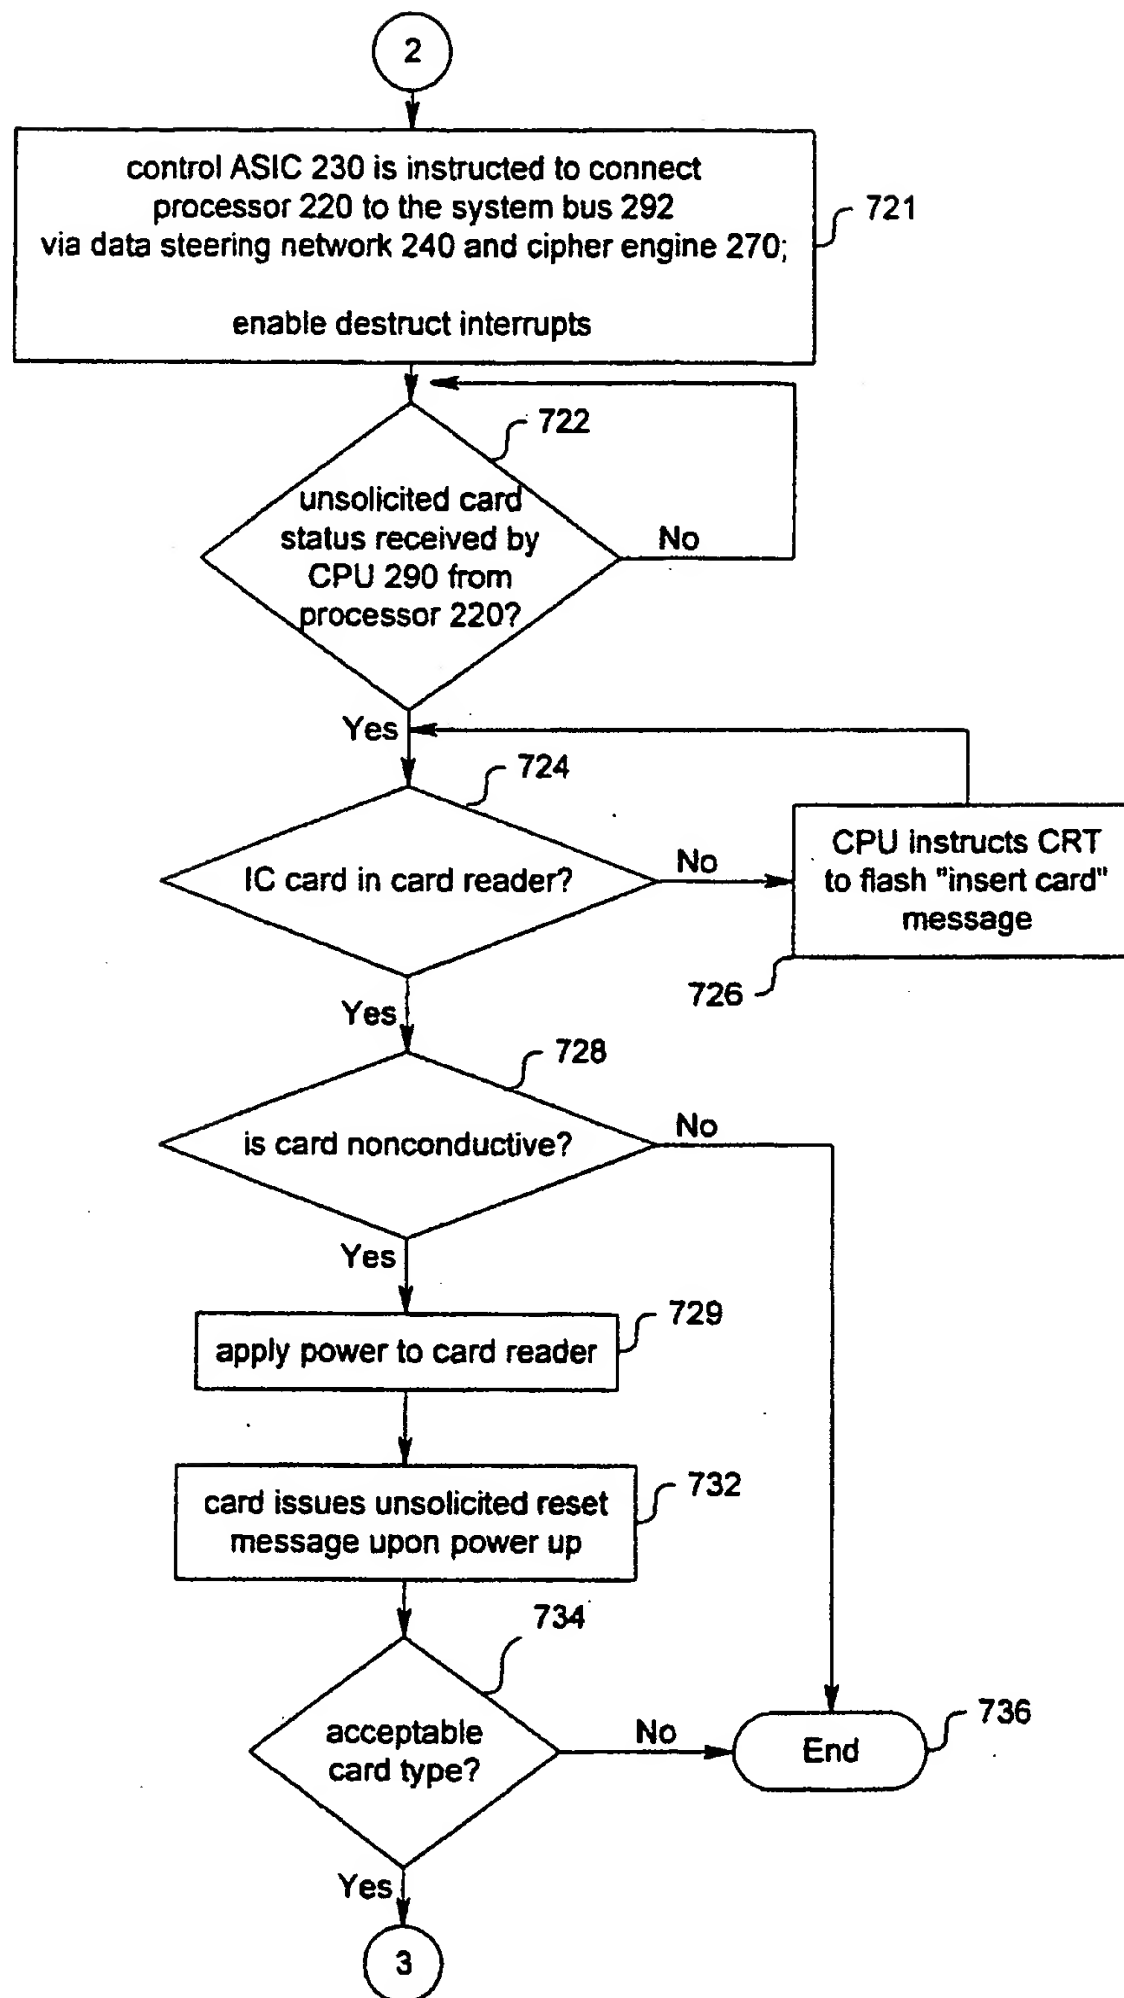 2
control ASIC 230 is instructed to connect
processor 220 to the system bus 292
via data steering network 240 and cipher engine 270;
enable destruct interrupts
721
722
unsolicited card
status received by
CPU 290 from
processor 220?
No
Yes
724
IC card in card reader?
No
CPU instructs CRT
to flash "insert card"
message
726
Yes
728
is card nonconductive?
No
Yes
729
apply power to card reader
732
card issues unsolicited reset
message upon power up
734
acceptable
card type?
No
End
736
Yes
3